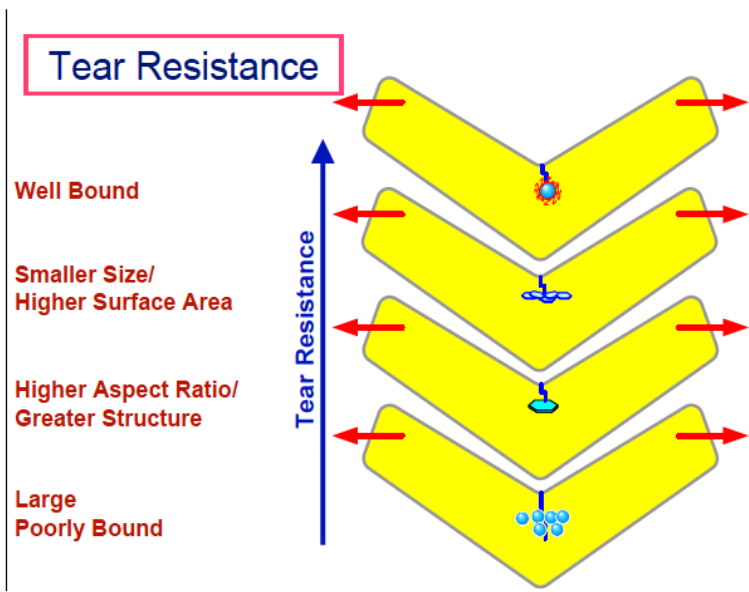 Tear Resistance
Well Bound
Smaller Size/
Higher Surface Area
Higher Aspect Ratio/
Greater Structure
Large
Poorly Bound
Tear Resistance